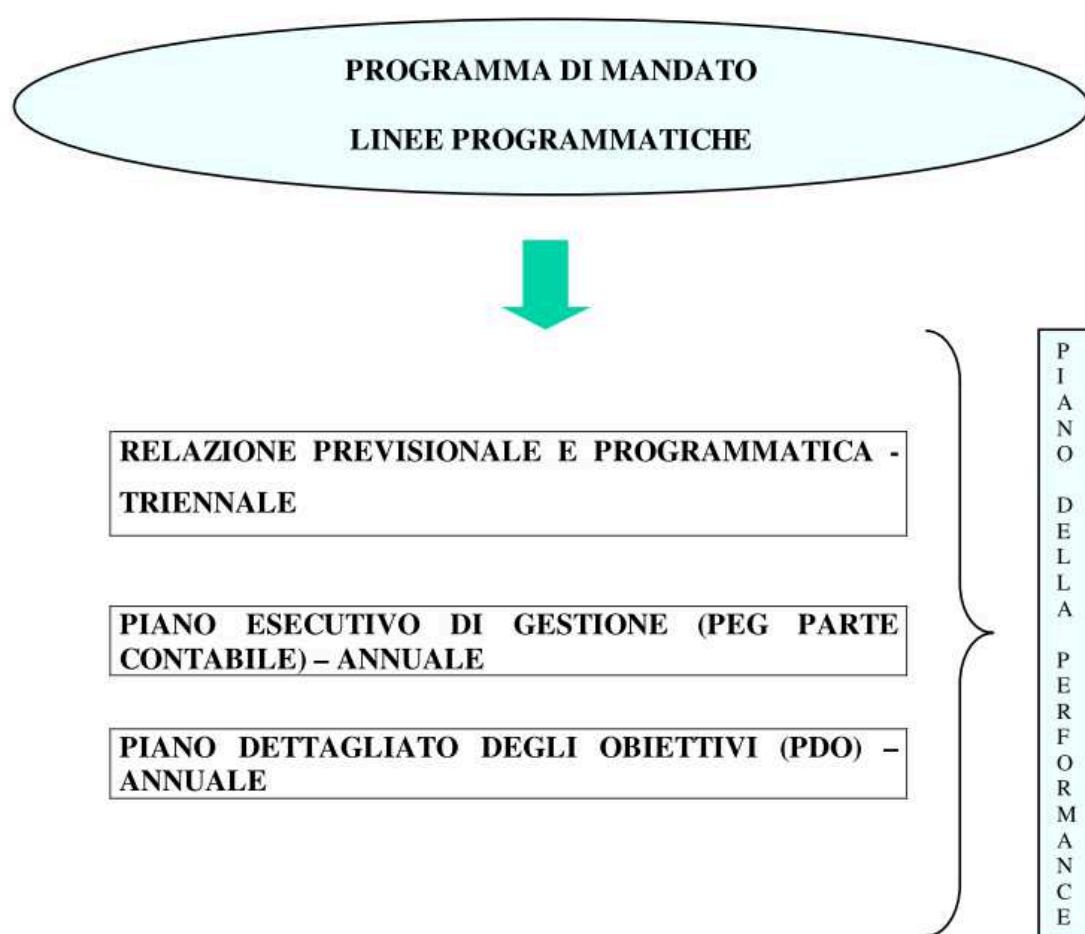 PROGRAMMA DI MANDATO
LINEE PROGRAMMATICHE
RELAZIONE PREVISIONALE E PROGRAMMATICA -
TRIENNALE
PIANO ESECUTIVO DI GESTIONE (PEG PARTE
CONTABILE) – ANNUALE
PIANO DETTAGLIATO DEGLI OBIETTIVI (PDO) –
ANNUALE
PIANO DELLA PERFORMANCE